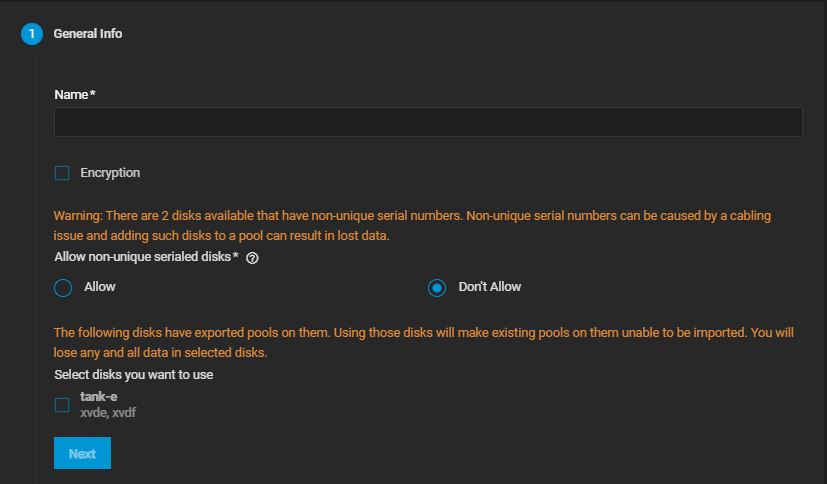 1 General Info
Name*
Encryption
Warning: There are 2 disks available that have non-unique serial numbers. Non-unique serial numbers can be caused by a cabling
issue and adding such disks to a pool can result in lost data.
Allow non-unique serialed disks* ?
Allow Don't Allow
The following disks have exported pools on them. Using those disks will make existing pools on them unable to be imported. You will
lose any and all data in selected disks.
Select disks you want to use
tank-e
xvde, xvdf
Next